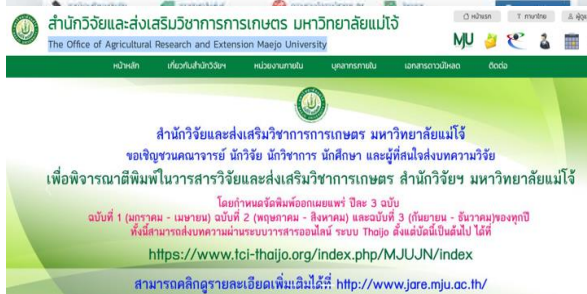 สำนักวิจัยและส่งเสริมวิชาการการเกษตร มหาวิทยาลัยแม่โจ้
The Office of Agricultural Research and Extension Maejo University
หน้าแรก
ภาษาไทย
MJU
หน้าหลัก เกี่ยวกับสำนักวิจัยฯ หน่วยงานภายใน บุคลากรภายใน เอกสารดาวน์โหลด ติดต่อ
สำนักวิจัยและส่งเสริมวิชาการการเกษตร มหาวิทยาลัยแม่โจ้
ขอเชิญชวนคณาจารย์ นักวิจัย นักวิชาการ นักศึกษา และผู้ที่สนใจส่งบทความวิจัย
เพื่อพิจารณาตีพิมพ์ในวารสารวิจัยและส่งเสริมวิชาการเกษตร สำนักวิจัยฯ มหาวิทยาลัยแม่โจ้
โดยกำหนดจัดพิมพ์ออกเผยแพร่ ปีละ 3 ฉบับ
ฉบับที่ 1 (มกราคม - เมษายน) ฉบับที่ 2 (พฤษภาคม - สิงหาคม) และฉบับที่ 3 (กันยายน - ธันวาคม)ของทุกปี
ทั้งนี้สามารถส่งบทความผ่านระบบวารสารออนไลน์ ระบบ Thaijo ตั้งแต่บัดนี้เป็นต้นไป ได้ที่
https://www.tci-thaijo.org/index.php/MJUJN/index
สามารถคลิกดูรายละเอียดเพิ่มเติมได้ที่ http://www.jare.mju.ac.th/